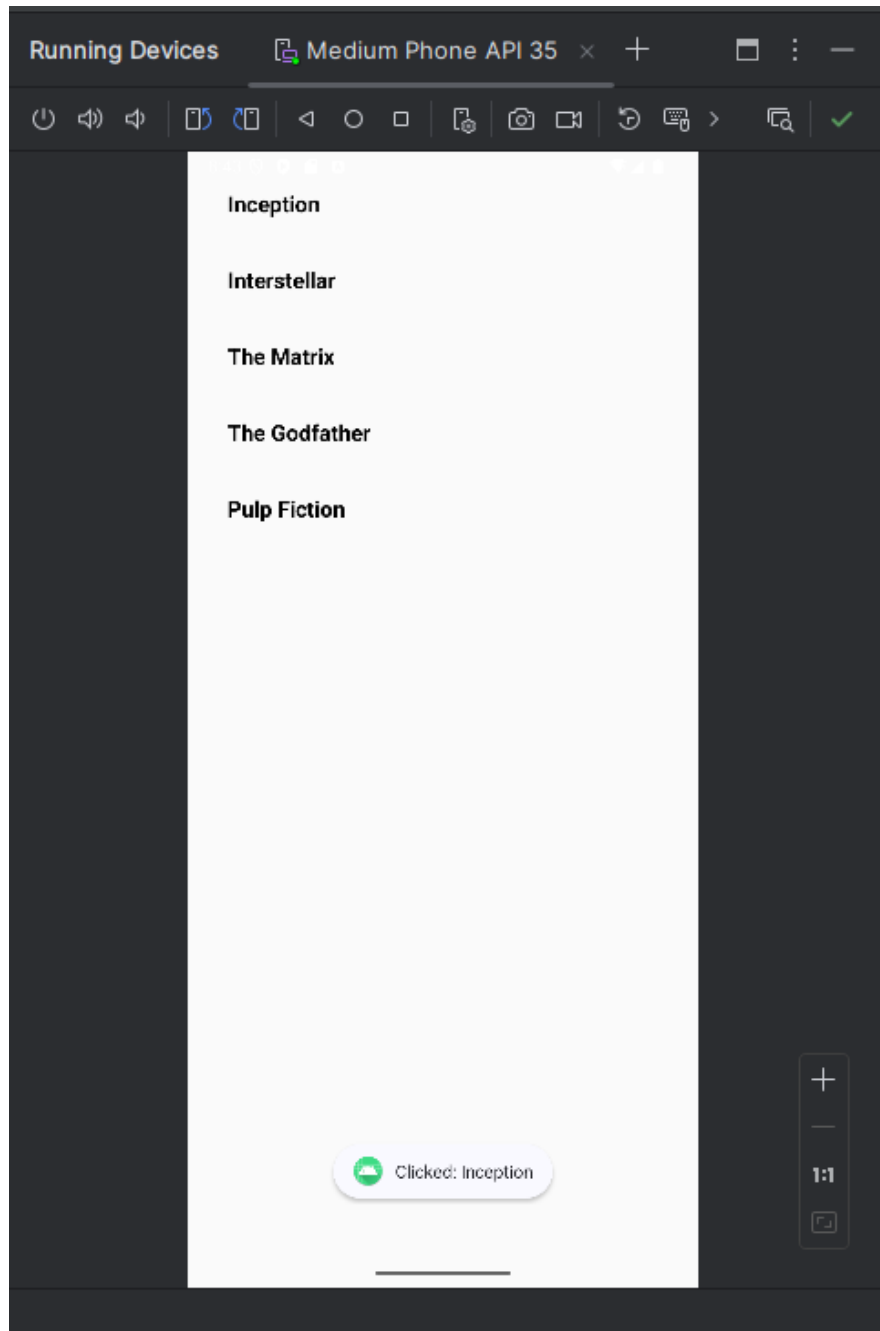 Running Devices Medium Phone API 35
Inception
Interstellar
The Matrix
The Godfather
Pulp Fiction
Clicked: Inception
1:1